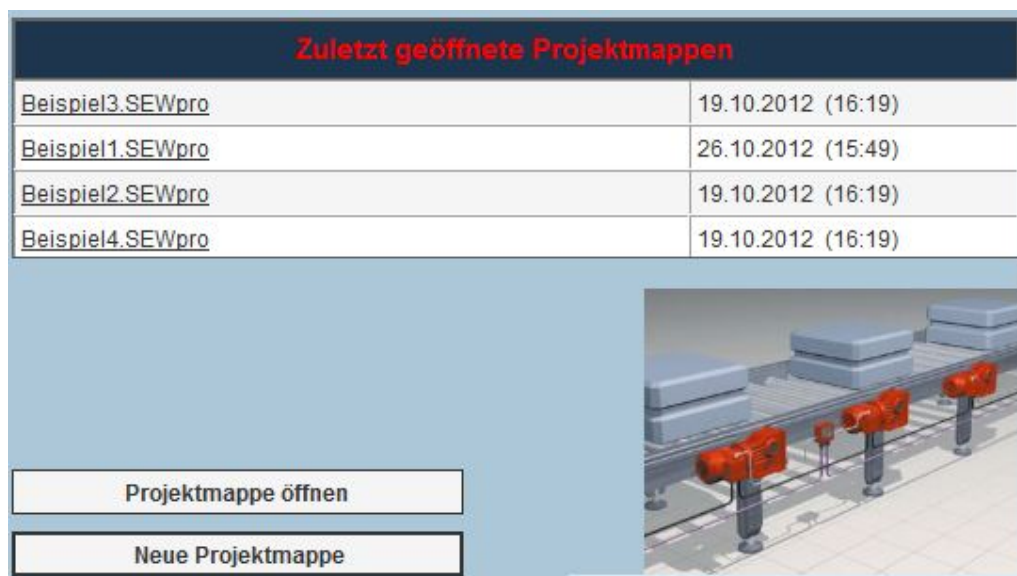 Zuletzt geöffnete Projektmappen
Beispiel3.SEWpro 19.10.2012 (16:19)
Beispiel1.SEWpro 26.10.2012 (15:49)
Beispiel2.SEWpro 19.10.2012 (16:19)
Beispiel4.SEWpro 19.10.2012 (16:19)
Projektmappe öffnen
Neue Projektmappe